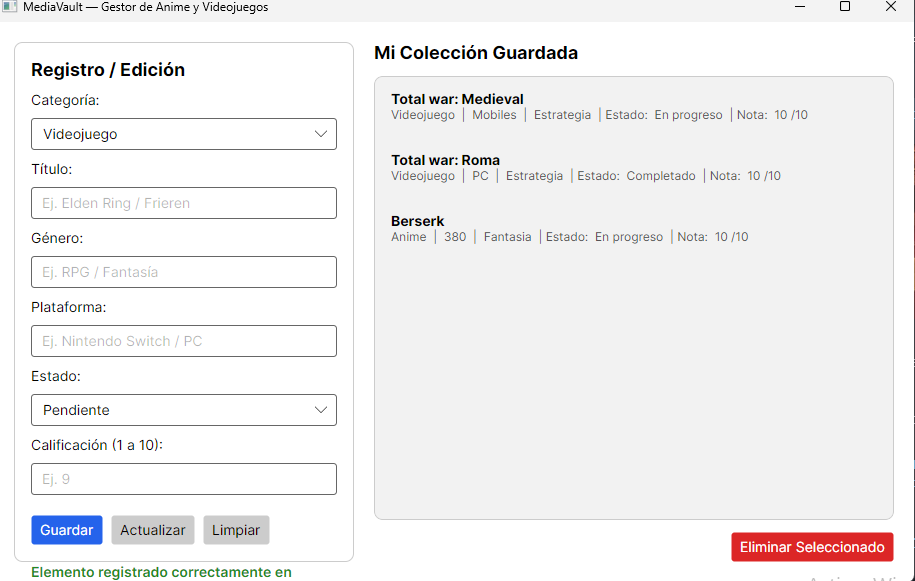 MediaVault — Gestor de Anime y Videojuegos
Registro / Edición
Categoría:
Videojuego
Título:
Ej. Elden Ring / Frieren
Género:
Ej. RPG / Fantasía
Plataforma:
Ej. Nintendo Switch / PC
Estado:
Pendiente
Calificación (1 a 10):
Ej. 9
Guardar Actualizar Limpiar
Elemento registrado correctamente en
Mi Colección Guardada
Total war: Medieval
Videojuego | Mobiles | Estrategia | Estado: En progreso | Nota: 10 /10
Total war: Roma
Videojuego | PC | Estrategia | Estado: Completado | Nota: 10 /10
Berserk
Anime | 380 | Fantasia | Estado: En progreso | Nota: 10 /10
Eliminar Seleccionado